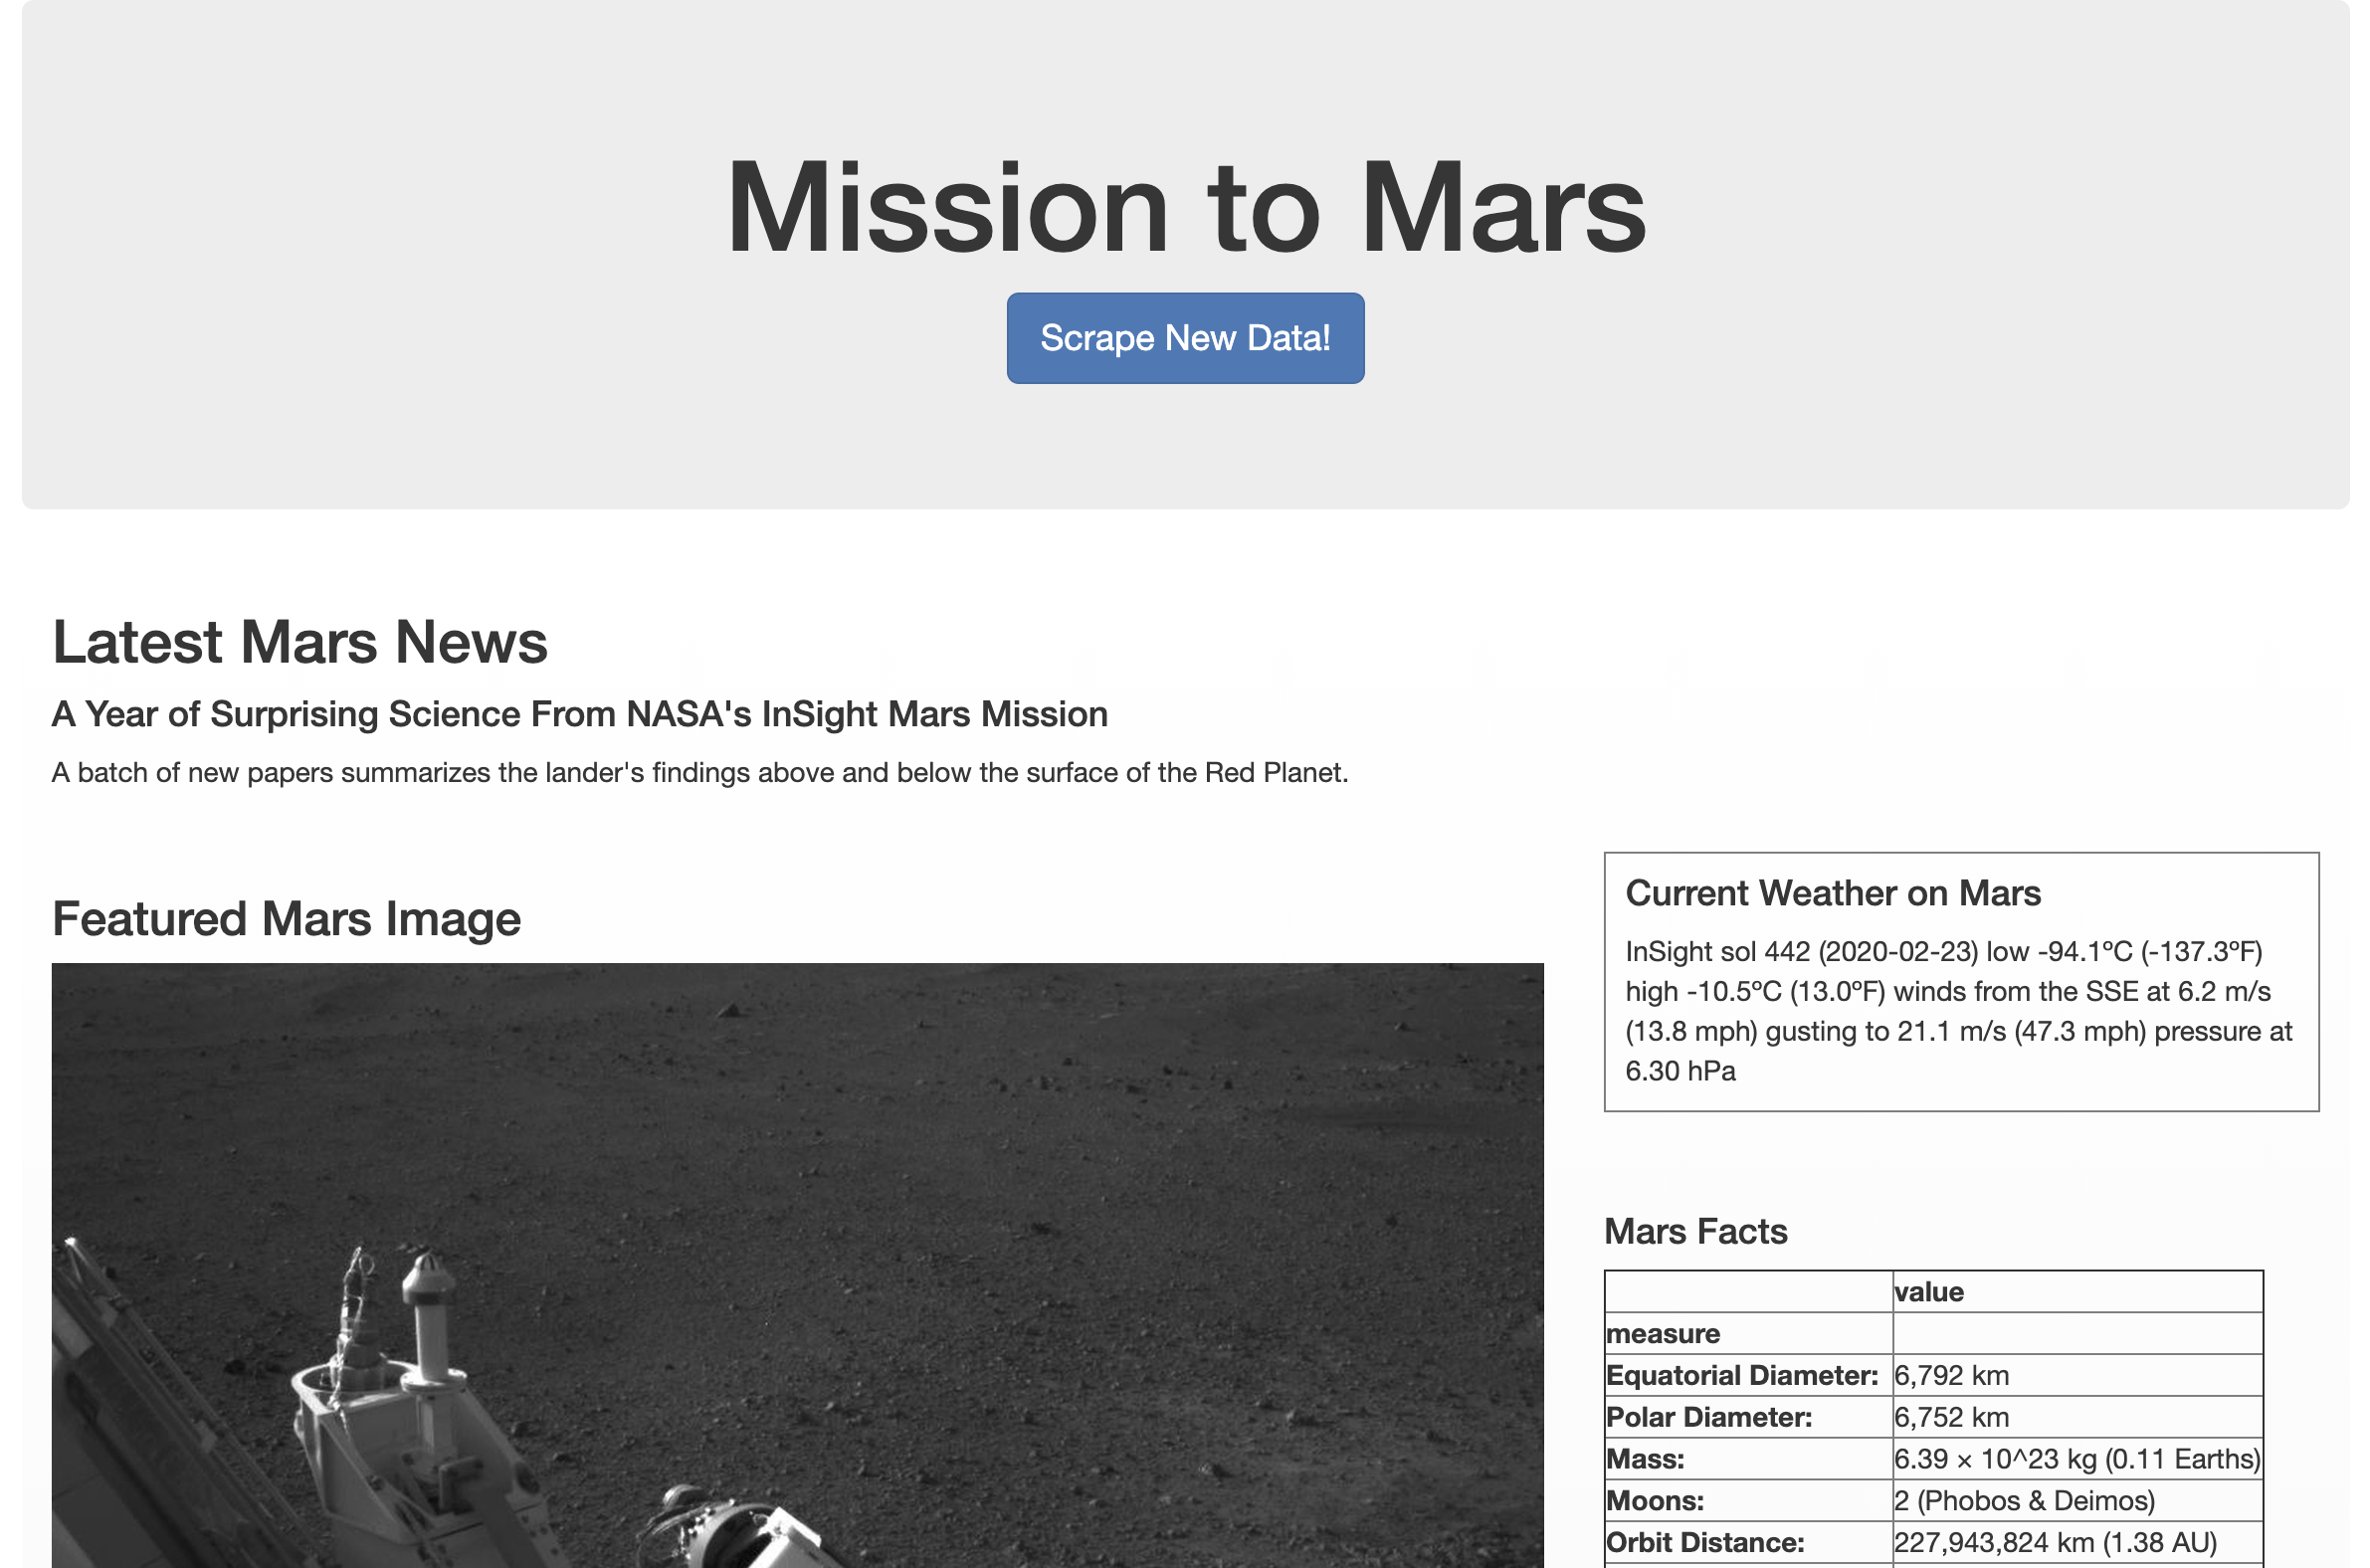 Mission to Mars
Scrape New Data!
Latest Mars News
A Year of Surprising Science From NASA's InSight Mars Mission
A batch of new papers summarizes the lander's findings above and below the surface of the Red Planet.
Featured Mars Image
Current Weather on Mars
InSight sol 442 (2020-02-23) low -94.1ºC (-137.3ºF)
high -10.5ºC (13.0ºF) winds from the SSE at 6.2 m/s
(13.8 mph) gusting to 21.1 m/s (47.3 mph) pressure at
6.30 hPa
Mars Facts
value
measure
Equatorial Diameter: 6,792 km
Polar Diameter: 6,752 km
Mass: 6.39 × 10^23 kg (0.11 Earths)
Moons: 2 (Phobos & Deimos)
Orbit Distance: 227,943,824 km (1.38 AU)